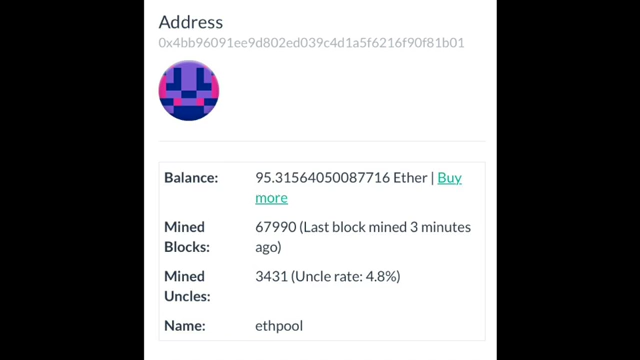 Address
0x4bb96091ee9d802ed039c4d1a5f6216f90f81b01
Balance: 95.31564050087716 Ether | Buy
more
Mined 67990 (Last block mined 3 minutes
Blocks: ago)
Mined 3431 (Uncle rate: 4.8%)
Uncles:
Name: ethpool